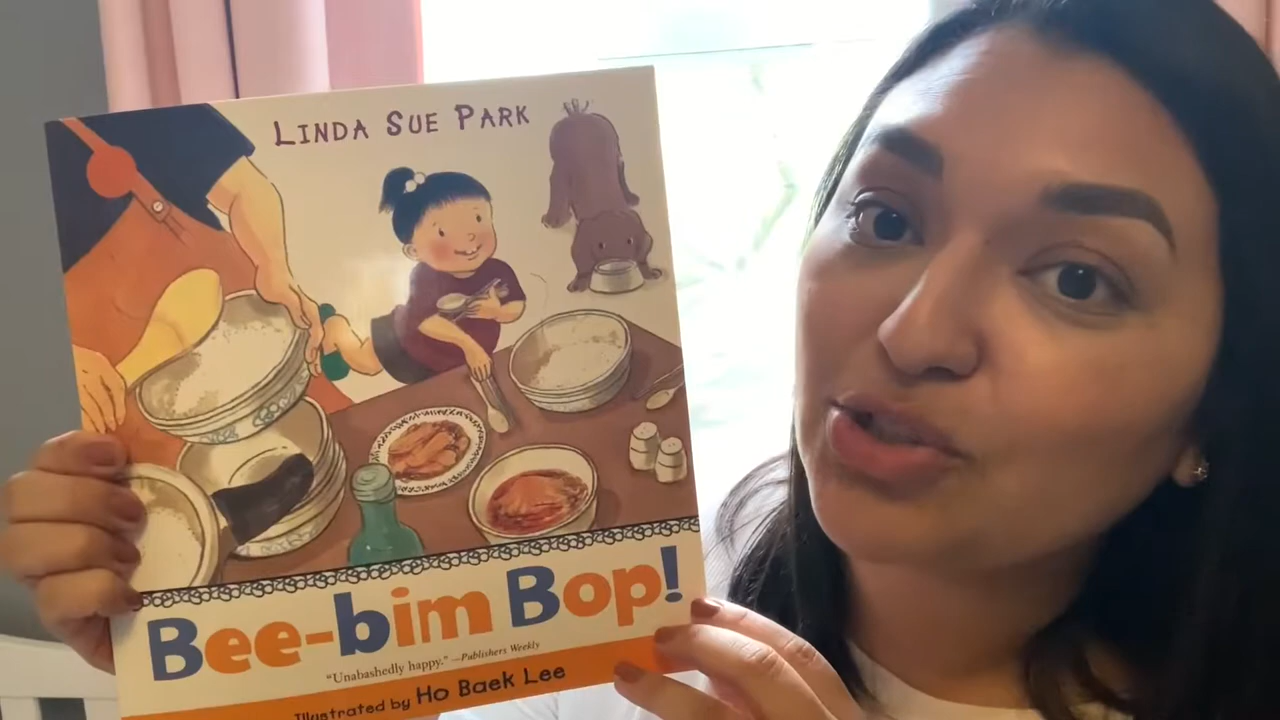 LINDA SUE PARK
Bee-bim Bop!
"Unabashedly happy." —Publishers Weekly
Illustrated by Ho Baek Lee